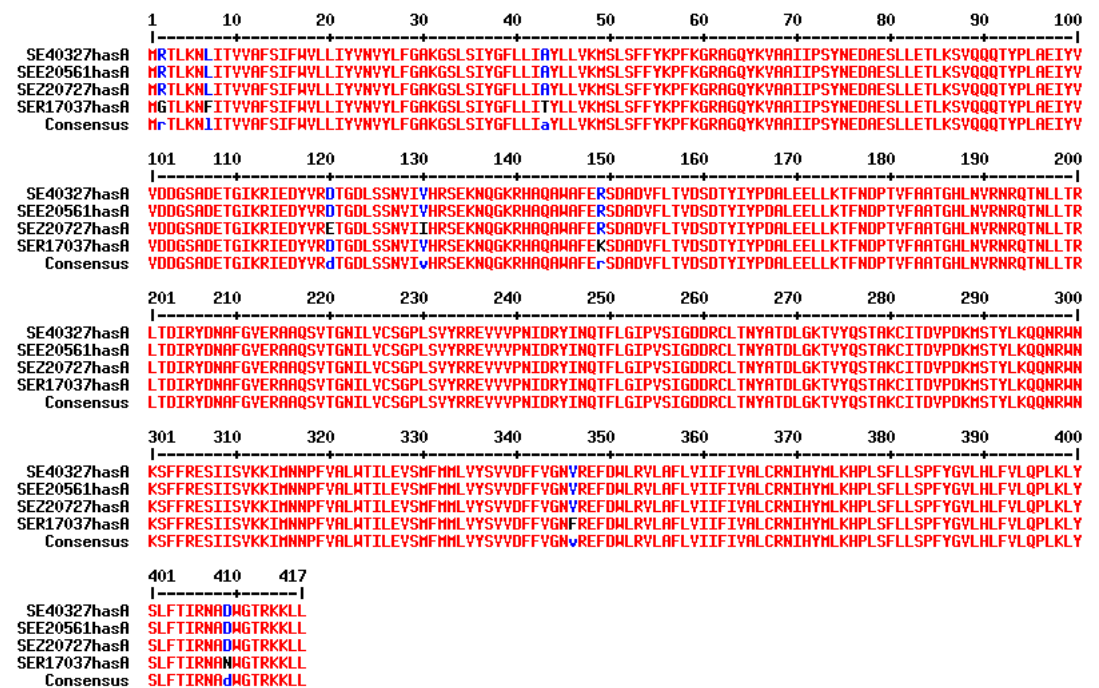 1 10 20 30 40 50 60 70 80 90 100
|--------+---------+---------+---------+---------+---------+---------+---------+---------+---------|
SE40327hasA MRTLKNLITVVAFSIFWVLLIYVNVYLFGAKGSLSIYGFLLIAYLLVKMSLSFFYKPFKGRAGQYKVAAIIPSYNEDAESLLETLKSVQQQTYPLAEIYV
SEE20561hasA MRTLKNLITVVAFSIFWVLLIYVNVYLFGAKGSLSIYGFLLIAYLLVKMSLSFFYKPFKGRAGQYKVAAIIPSYNEDAESLLETLKSVQQQTYPLAEIYV
SEZ20727hasA MRTLKNLITVVAFSIFWVLLIYVNVYLFGAKGSLSIYGFLLIAYLLVKMSLSFFYKPFKGRAGQYKVAAIIPSYNEDAESLLETLKSVQQQTYPLAEIYV
SER17037hasA MGTLKNFITVVAFSIFWVLLIYVNVYLFGAKGSLSIYGFLLITYLLVKMSLSFFYKPFKGRAGQYKVAAIIPSYNEDAESLLETLKSVQQQTYPLAEIYV
Consensus MrTLKNlITVVAFSIFWVLLIYVNVYLFGAKGSLSIYGFLLIaYLLVKMSLSFFYKPFKGRAGQYKVAAIIPSYNEDAESLLETLKSVQQQTYPLAEIYV
101 110 120 130 140 150 160 170 180 190 200
|--------+---------+---------+---------+---------+---------+---------+---------+---------+---------|
SE40327hasA VDDGSADETGIKRIEDYVRDTGDLSSNVIVHRSEKNQGKRHAQAWAFERSDADVFLTVDSDTYIYPDALEELLKTFNDPTVFAATGHLNVRNRQTNLLTR
SEE20561hasA VDDGSADETGIKRIEDYVRDTGDLSSNVIVHRSEKNQGKRHAQAWAFERSDADVFLTVDSDTYIYPDALEELLKTFNDPTVFAATGHLNVRNRQTNLLTR
SEZ20727hasA VDDGSADETGIKRIEDYVRETGDLSSNVIIHRSEKNQGKRHAQAWAFERSDADVFLTVDSDTYIYPDALEELLKTFNDPTVFAATGHLNVRNRQTNLLTR
SER17037hasA VDDGSADETGIKRIEDYVRDTGDLSSNVIVHRSEKNQGKRHAQAWAFEKSDADVFLTVDSDTYIYPDALEELLKTFNDPTVFAATGHLNVRNRQTNLLTR
Consensus VDDGSADETGIKRIEDYVRdTGDLSSNVIvHRSEKNQGKRHAQAWAFErSDADVFLTVDSDTYIYPDALEELLKTFNDPTVFAATGHLNVRNRQTNLLTR
201 210 220 230 240 250 260 270 280 290 300
|--------+---------+---------+---------+---------+---------+---------+---------+---------+---------|
SE40327hasA LTDIRYDNAFGVERAAQSVTGNILVCSGPLSVYRREVVVPNIDRYINQTFLGIPVSIGDDRCLTNYATDLGKTVYQSTAKCITDVPDKMSTYLKQQNRWN
SEE20561hasA LTDIRYDNAFGVERAAQSVTGNILVCSGPLSVYRREVVVPNIDRYINQTFLGIPVSIGDDRCLTNYATDLGKTVYQSTAKCITDVPDKMSTYLKQQNRWN
SEZ20727hasA LTDIRYDNAFGVERAAQSVTGNILVCSGPLSVYRREVVVPNIDRYINQTFLGIPVSIGDDRCLTNYATDLGKTVYQSTAKCITDVPDKMSTYLKQQNRWN
SER17037hasA LTDIRYDNAFGVERAAQSVTGNILVCSGPLSVYRREVVVPNIDRYINQTFLGIPVSIGDDRCLTNYATDLGKTVYQSTAKCITDVPDKMSTYLKQQNRWN
Consensus LTDIRYDNAFGVERAAQSVTGNILVCSGPLSVYRREVVVPNIDRYINQTFLGIPVSIGDDRCLTNYATDLGKTVYQSTAKCITDVPDKMSTYLKQQNRWN
301 310 320 330 340 350 360 370 380 390 400
|--------+---------+---------+---------+---------+---------+---------+---------+---------+---------|
SE40327hasA KSFFRESIISVKKIMNNPFVALWTILEVSMFMMLVYSVVDFFVGNVREFDWLRVLAFLVIIFIVALCRNIHYMLKHPLSFLLSPFYGVLHLFVLQPLKLY
SEE20561hasA KSFFRESIISVKKIMNNPFVALWTILEVSMFMMLVYSVVDFFVGNVREFDWLRVLAFLVIIFIVALCRNIHYMLKHPLSFLLSPFYGVLHLFVLQPLKLY
SEZ20727hasA KSFFRESIISVKKIMNNPFVALWTILEVSMFMMLVYSVVDFFVGNVREFDWLRVLAFLVIIFIVALCRNIHYMLKHPLSFLLSPFYGVLHLFVLQPLKLY
SER17037hasA KSFFRESIISVKKIMNNPFVALWTILEVSMFMMLVYSVVDFFVGNFREFDWLRVLAFLVIIFIVALCRNIHYMLKHPLSFLLSPFYGVLHLFVLQPLKLY
Consensus KSFFRESIISVKKIMNNPFVALWTILEVSMFMMLVYSVVDFFVGNvREFDWLRVLAFLVIIFIVALCRNIHYMLKHPLSFLLSPFYGVLHLFVLQPLKLY
401 410 417
|--------+------|
SE40327hasA SLFTIRNADWGTRKKLL
SEE20561hasA SLFTIRNADWGTRKKLL
SEZ20727hasA SLFTIRNADWGTRKKLL
SER17037hasA SLFTIRNANWGTRKKLL
Consensus SLFTIRNAdWGTRKKLL